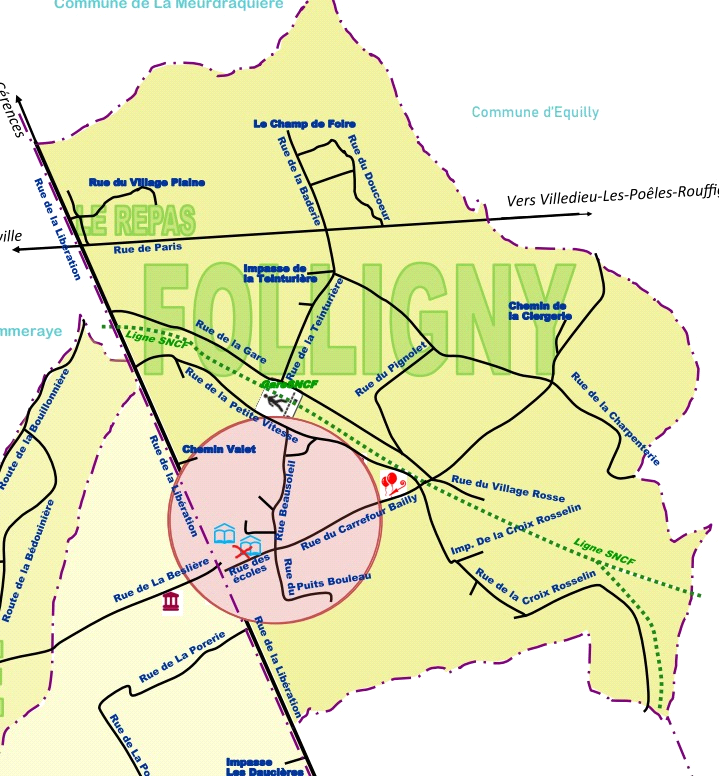 Commune de La Meurdraquière
Cérences
Commune d'Equilly
Le Champ de Foire
Rue de la Baderie
Rue du Doucoeur
Rue du Village Plaine
Rue de la Libération
LE REPAS
Vers Villedieu-Les-Poêles-Rouffig
ville
Rue de Paris
Impasse de
la Teinturière
FOLLIGNY
Rue de la Teinturière
Chemin de
la Clergerie
mmeraye
Ligne SNCF
Rue de la Gare
Rue du Pignolet
Gare SNCF
Rue de la Petite Vitesse
Rue de la Charpenterie
Route de la Bouillonnière
Rue de la Libération
Chemin Valet
Rue Beausoleil
Rue du Village Rosse
Rue du Carrefour Bailly
Imp. De la Croix Rosselin
Route de la Bédouinière
Ligne SNCF
Rue de La Beslière
Rue des
écoles
Rue du
Puits Bouleau
Rue de la Croix Rosselin
Rue de La Porerie
Rue de la Libération
Rue de La Po
Impasse
Les Daucières